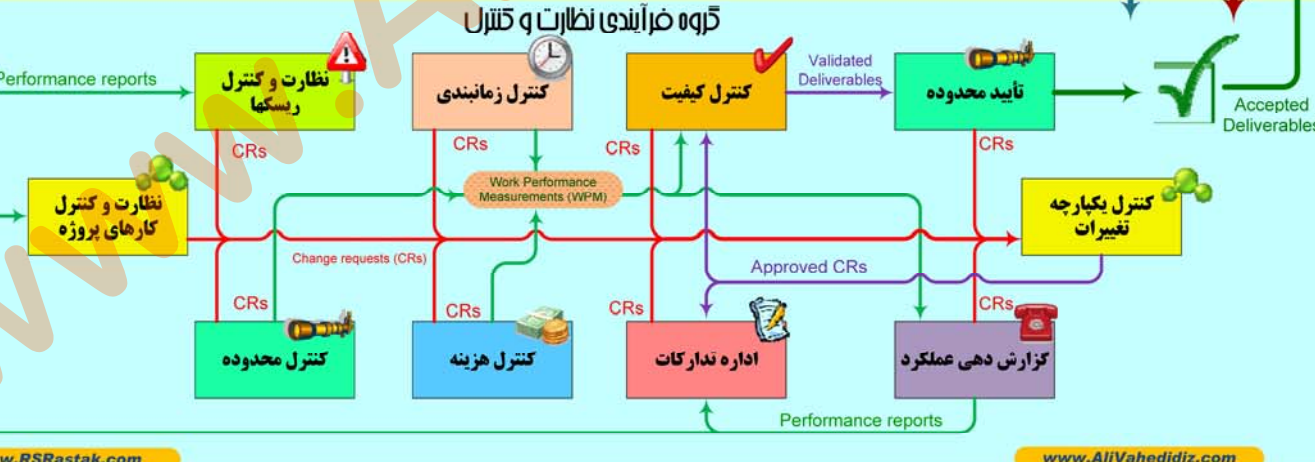 گروه فرآیندی نظارت و کنترل
Performance reports
نظارت و کنترل
ریسکها
کنترل زمانبندی
کنترل کیفیت
Validated
Deliverables
تأیید محدوده
Accepted
Deliverables
CRs
CRs
CRs
CRs
Work Performance
Measurements (WPM)
نظارت و کنترل
کارهای پروژه
کنترل یکپارچه
تغییرات
Change requests (CRs)
Approved CRs
CRs
CRs
CRs
CRs
کنترل محدوده
کنترل هزینه
اداره تدارکات
گزارش دهی عملکرد
Performance reports
www.RSRastak.com
www.AliVahedidiz.com